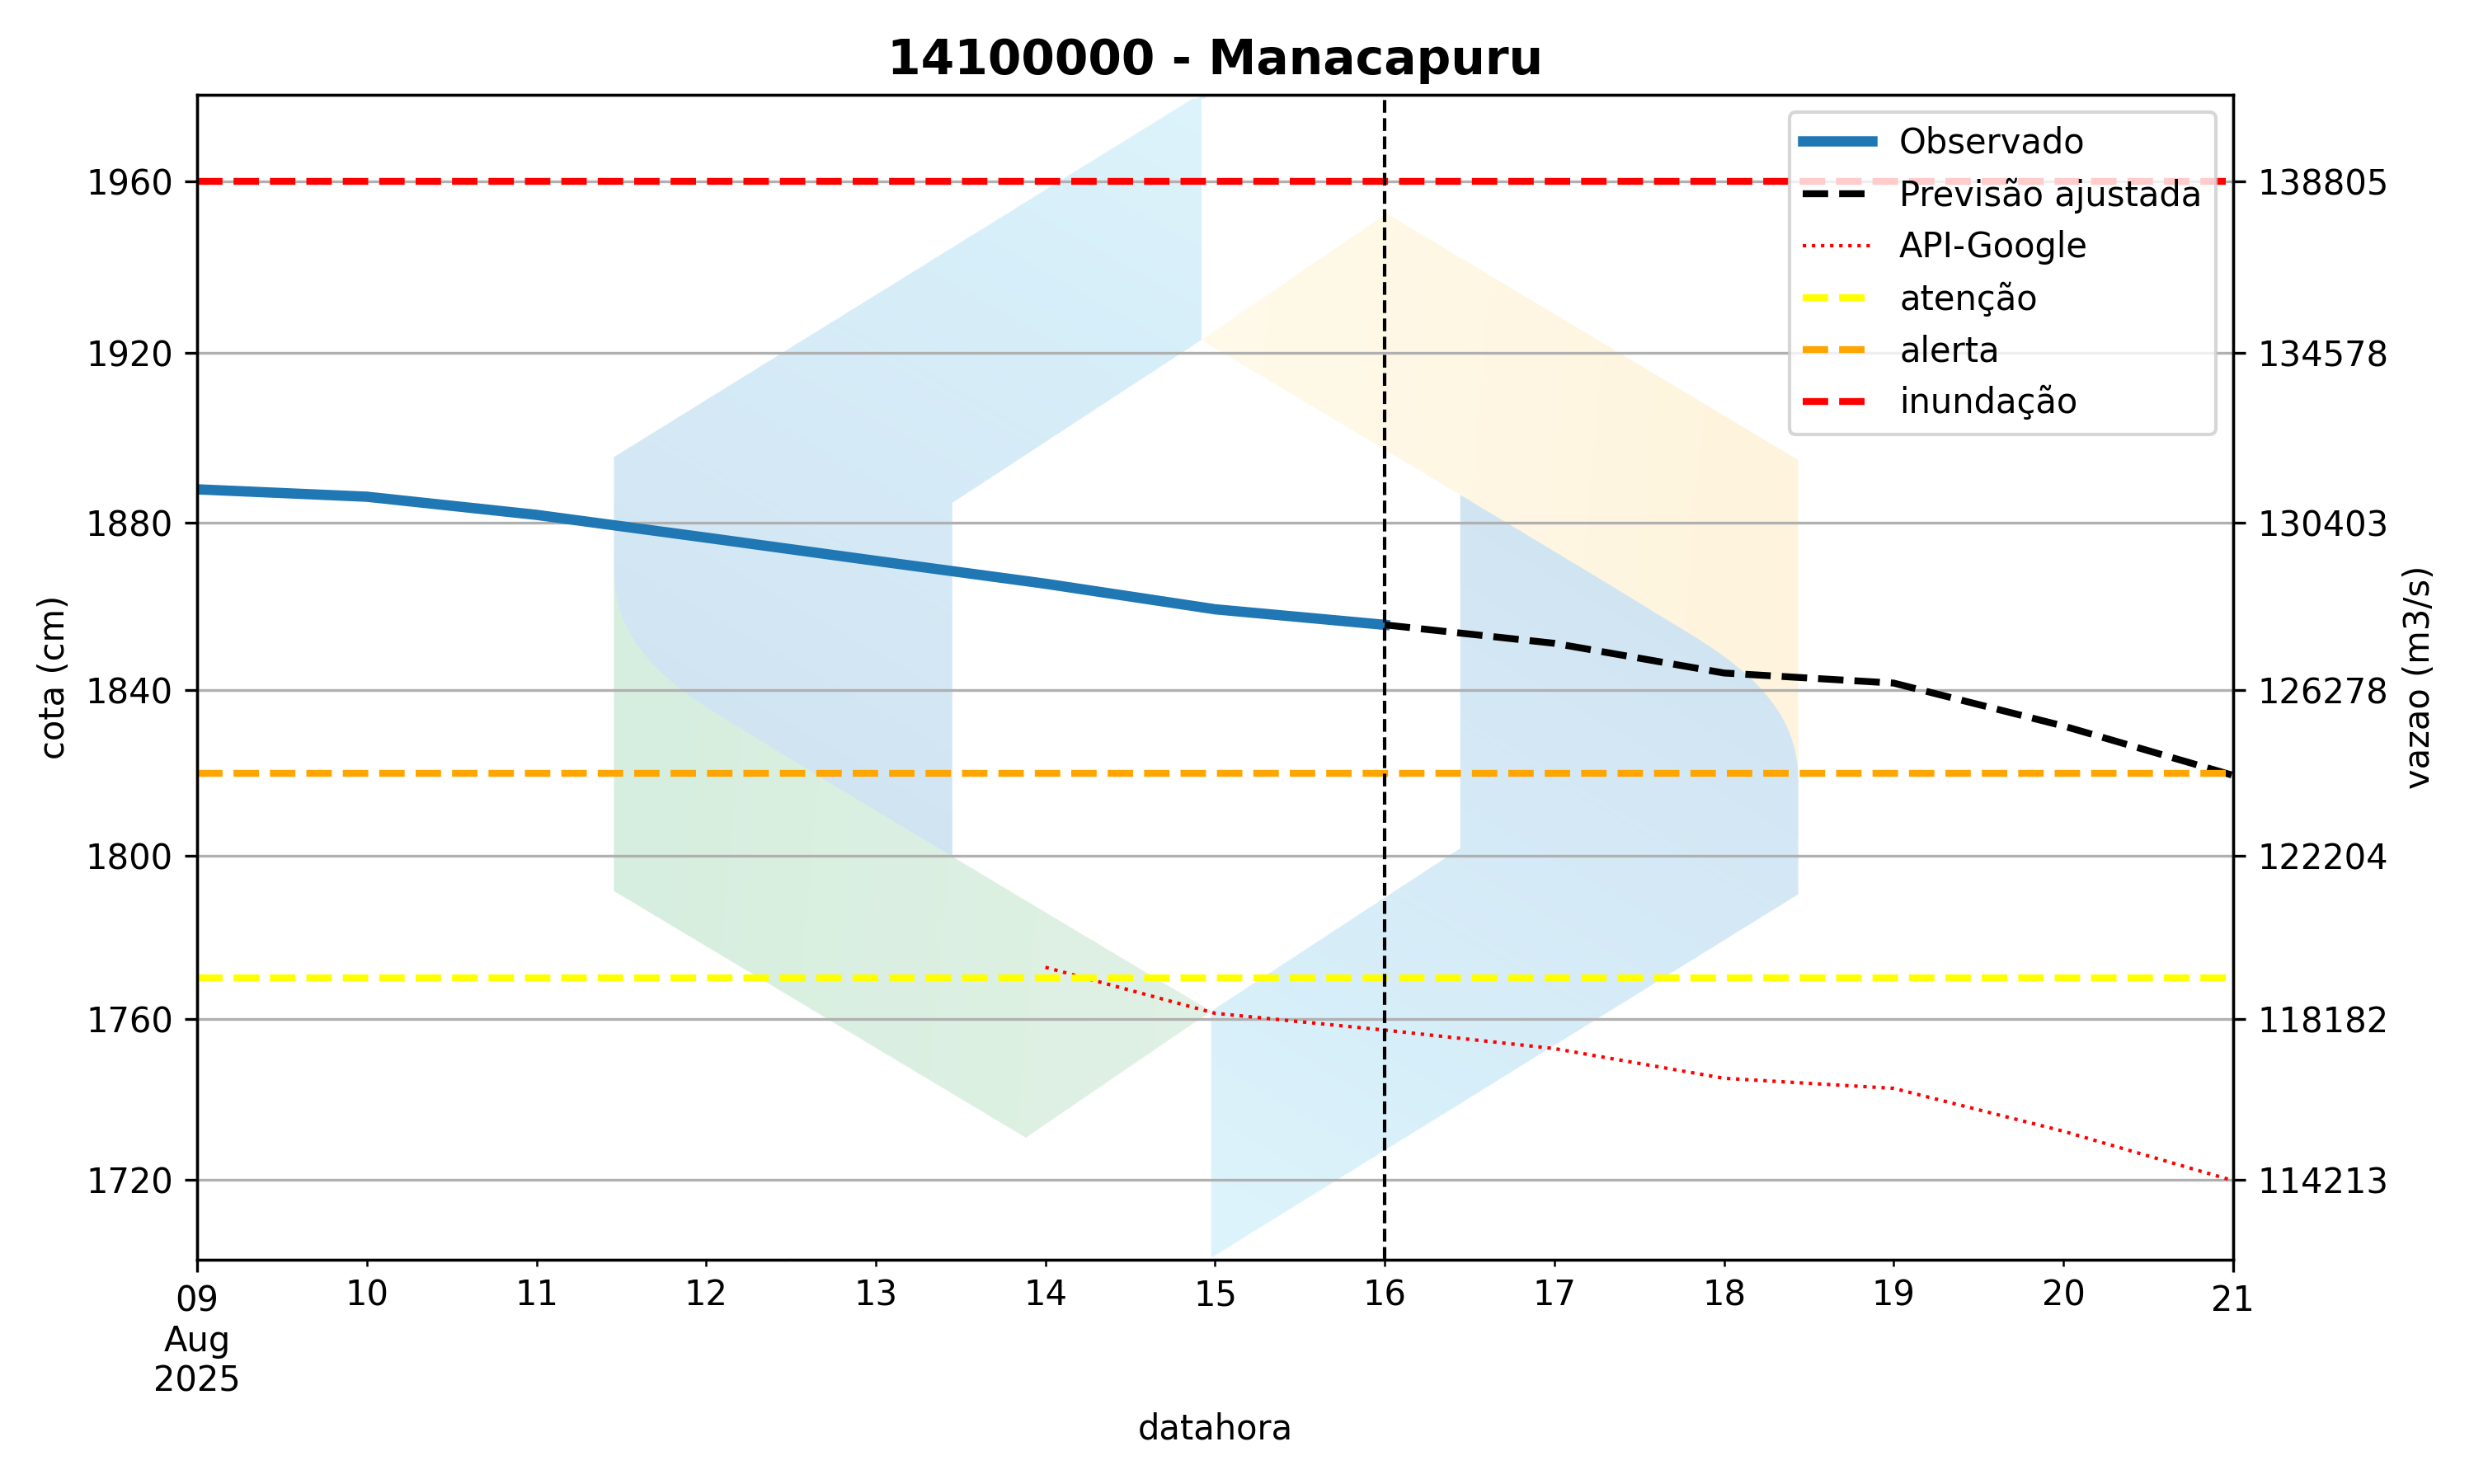 14100000 - Manacapuru
Observado
Previsão ajustada
API-Google
atenção
alerta
inundação
1960
1920
1880
1840
1800
1760
1720
cota (cm)
138805
134578
130403
126278
122204
118182
114213
vazao (m3/s)
09 10 11 12 13 14 15 16 17 18 19 20 21
Aug
2025
datahora